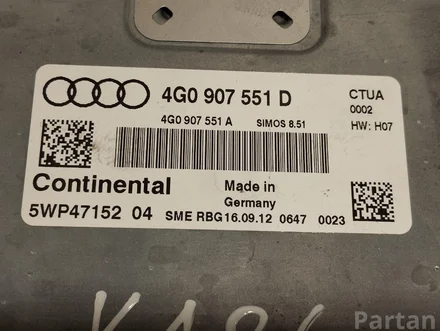 4G0 907 551 D
CTUA
0002
4G0 907 551 A SIMOS 8.51
HW: H07
Continental
Made in
Germany
5WP47152 04 SME RBG16.09.12 0647 0023
Partan